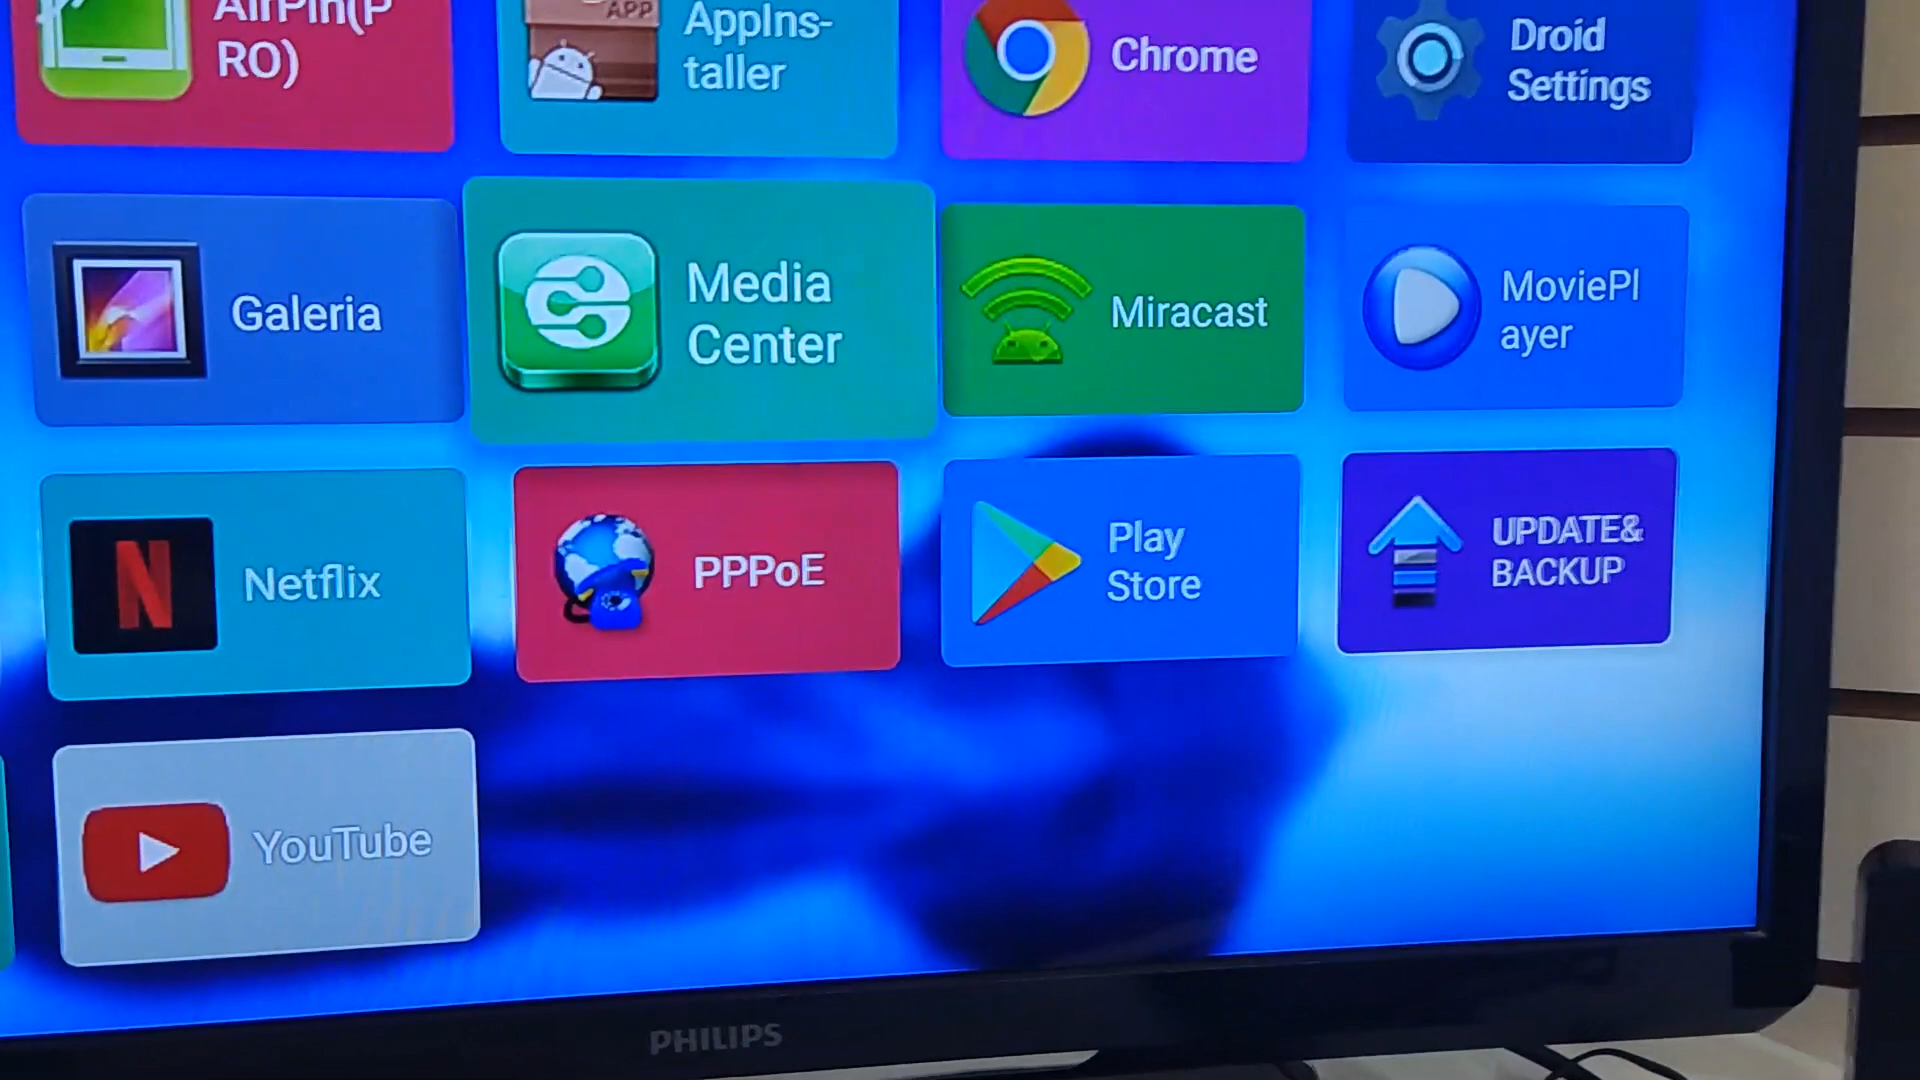 AirPin(P
RO)
APP
AppIns-
taller
Chrome
Droid
Settings
Galeria
Media
Center
Miracast
MoviePl
ayer
N
Netflix
PPPoE
Play
Store
UPDATE&
BACKUP
YouTube
PHILIPS